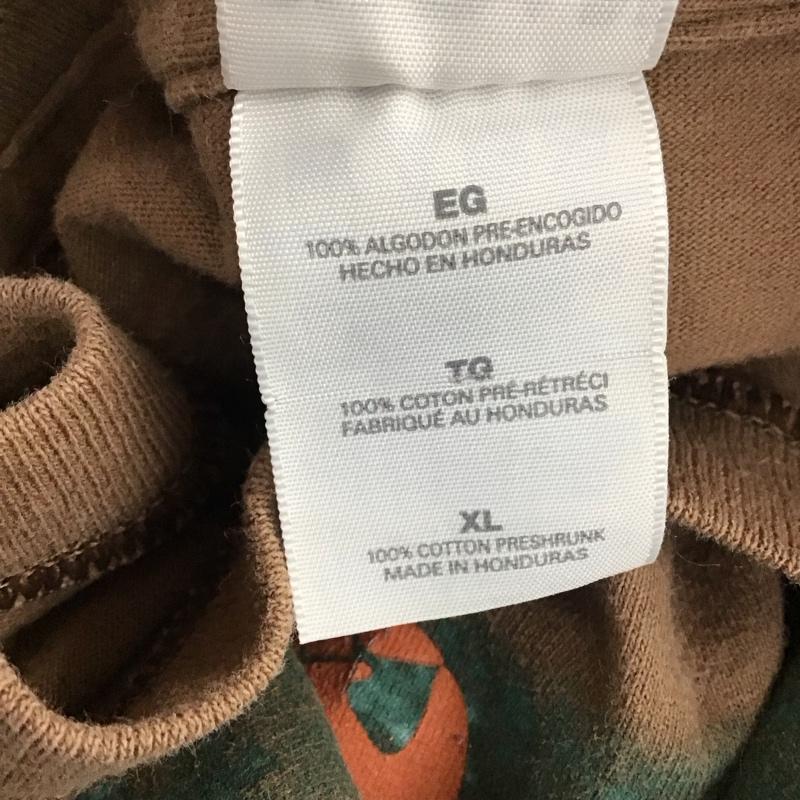 EG
100% ALGODON PRE-ENCOGIDO
HECHO EN HONDURAS
TG
100% COTON PRÉ-RÉTRÉCI
FABRIQUÉ AU HONDURAS
XL
100% COTTON PRESHRUNK
MADE IN HONDURAS